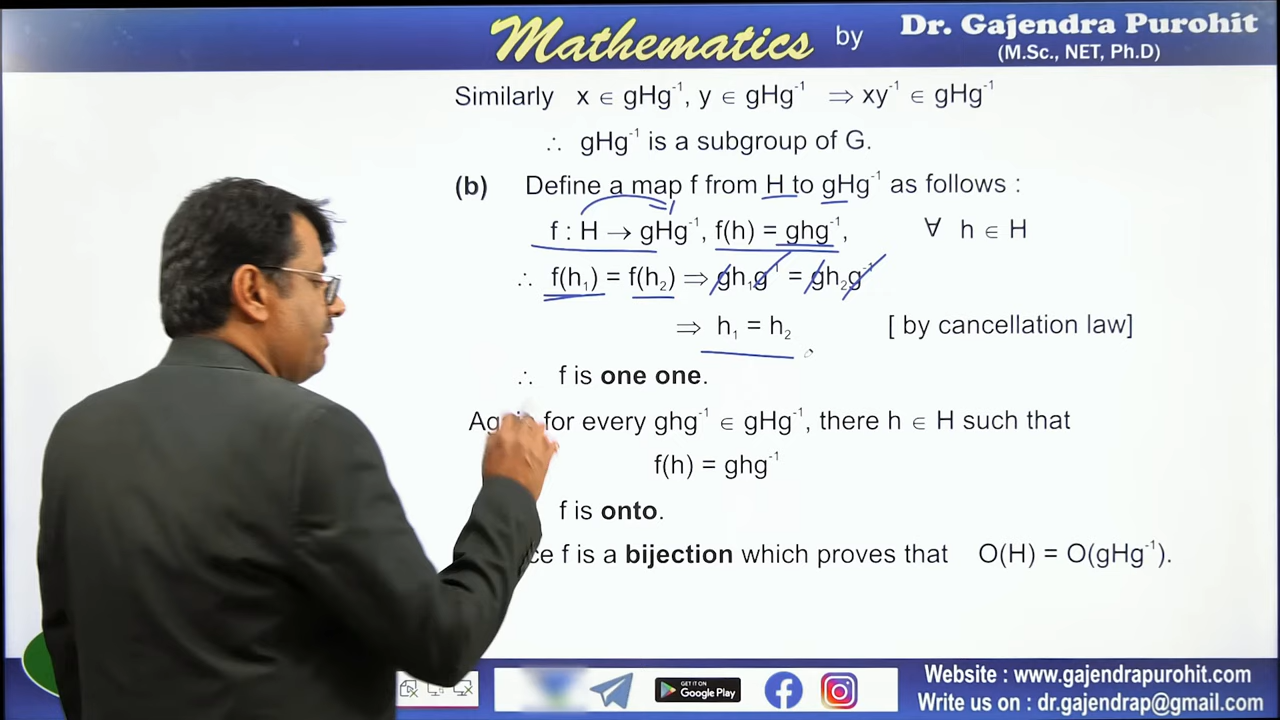 Mathematics by Dr. Gajendra Purohit
(M.Sc., NET, Ph.D)
Similarly x ∈ gHg⁻¹, y ∈ gHg⁻¹ ⇒ xy⁻¹ ∈ gHg⁻¹
∴ gHg⁻¹ is a subgroup of G.
(b) Define a map f from H to gHg⁻¹ as follows :
f : H → gHg⁻¹, f(h) = ghg⁻¹, ∀ h ∈ H
∴ f(h₁) = f(h₂) ⇒ gh₁g⁻¹ = gh₂g⁻¹
⇒ h₁ = h₂ [ by cancellation law]
∴ f is one one.
for every ghg⁻¹ ∈ gHg⁻¹, there h ∈ H such that
f(h) = ghg⁻¹
f is onto.
f is a bijection which proves that O(H) = O(gHg⁻¹).
GET IT ON
Google Play
Website : www.gajendrapurohit.com
Write us on : dr.gajendrap@gmail.com